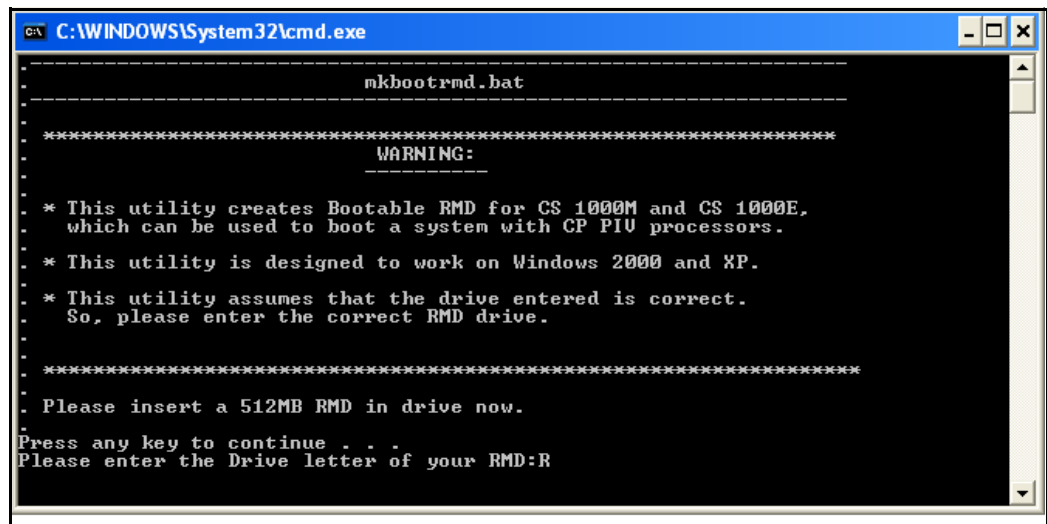 C:\WINDOWS\System32\cmd.exe
.------------------------------------------------------------------
. mkbootrmd.bat
.------------------------------------------------------------------
.
. ****************************************************************
. WARNING:
. ----------
.
. * This utility creates Bootable RMD for CS 1000M and CS 1000E,
. which can be used to boot a system with CP PIV processors.
.
. * This utility is designed to work on Windows 2000 and XP.
.
. * This utility assumes that the drive entered is correct.
. So, please enter the correct RMD drive.
.
.
. ******************************************************************
.
. Please insert a 512MB RMD in drive now.
.
Press any key to continue . . .
Please enter the Drive letter of your RMD:R